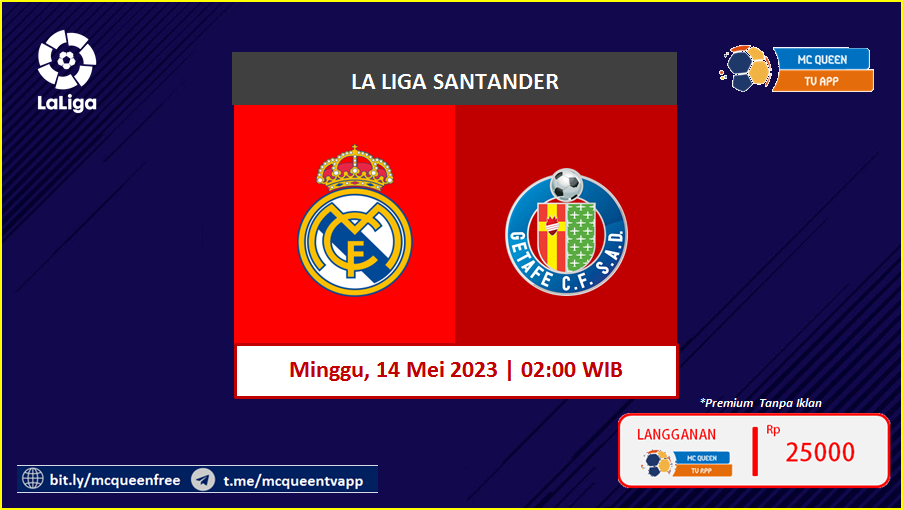 LaLiga
LA LIGA SANTANDER
MC QUEEN
TV APP
GETAFE C.F. S.A.D.
Minggu, 14 Mei 2023 | 02:00 WIB
*Premium Tanpa Iklan
LANGGANAN
MC QUEEN
TV APP
Rp
25000
bit.ly/mcqueenfree
t.me/mcqueentvapp